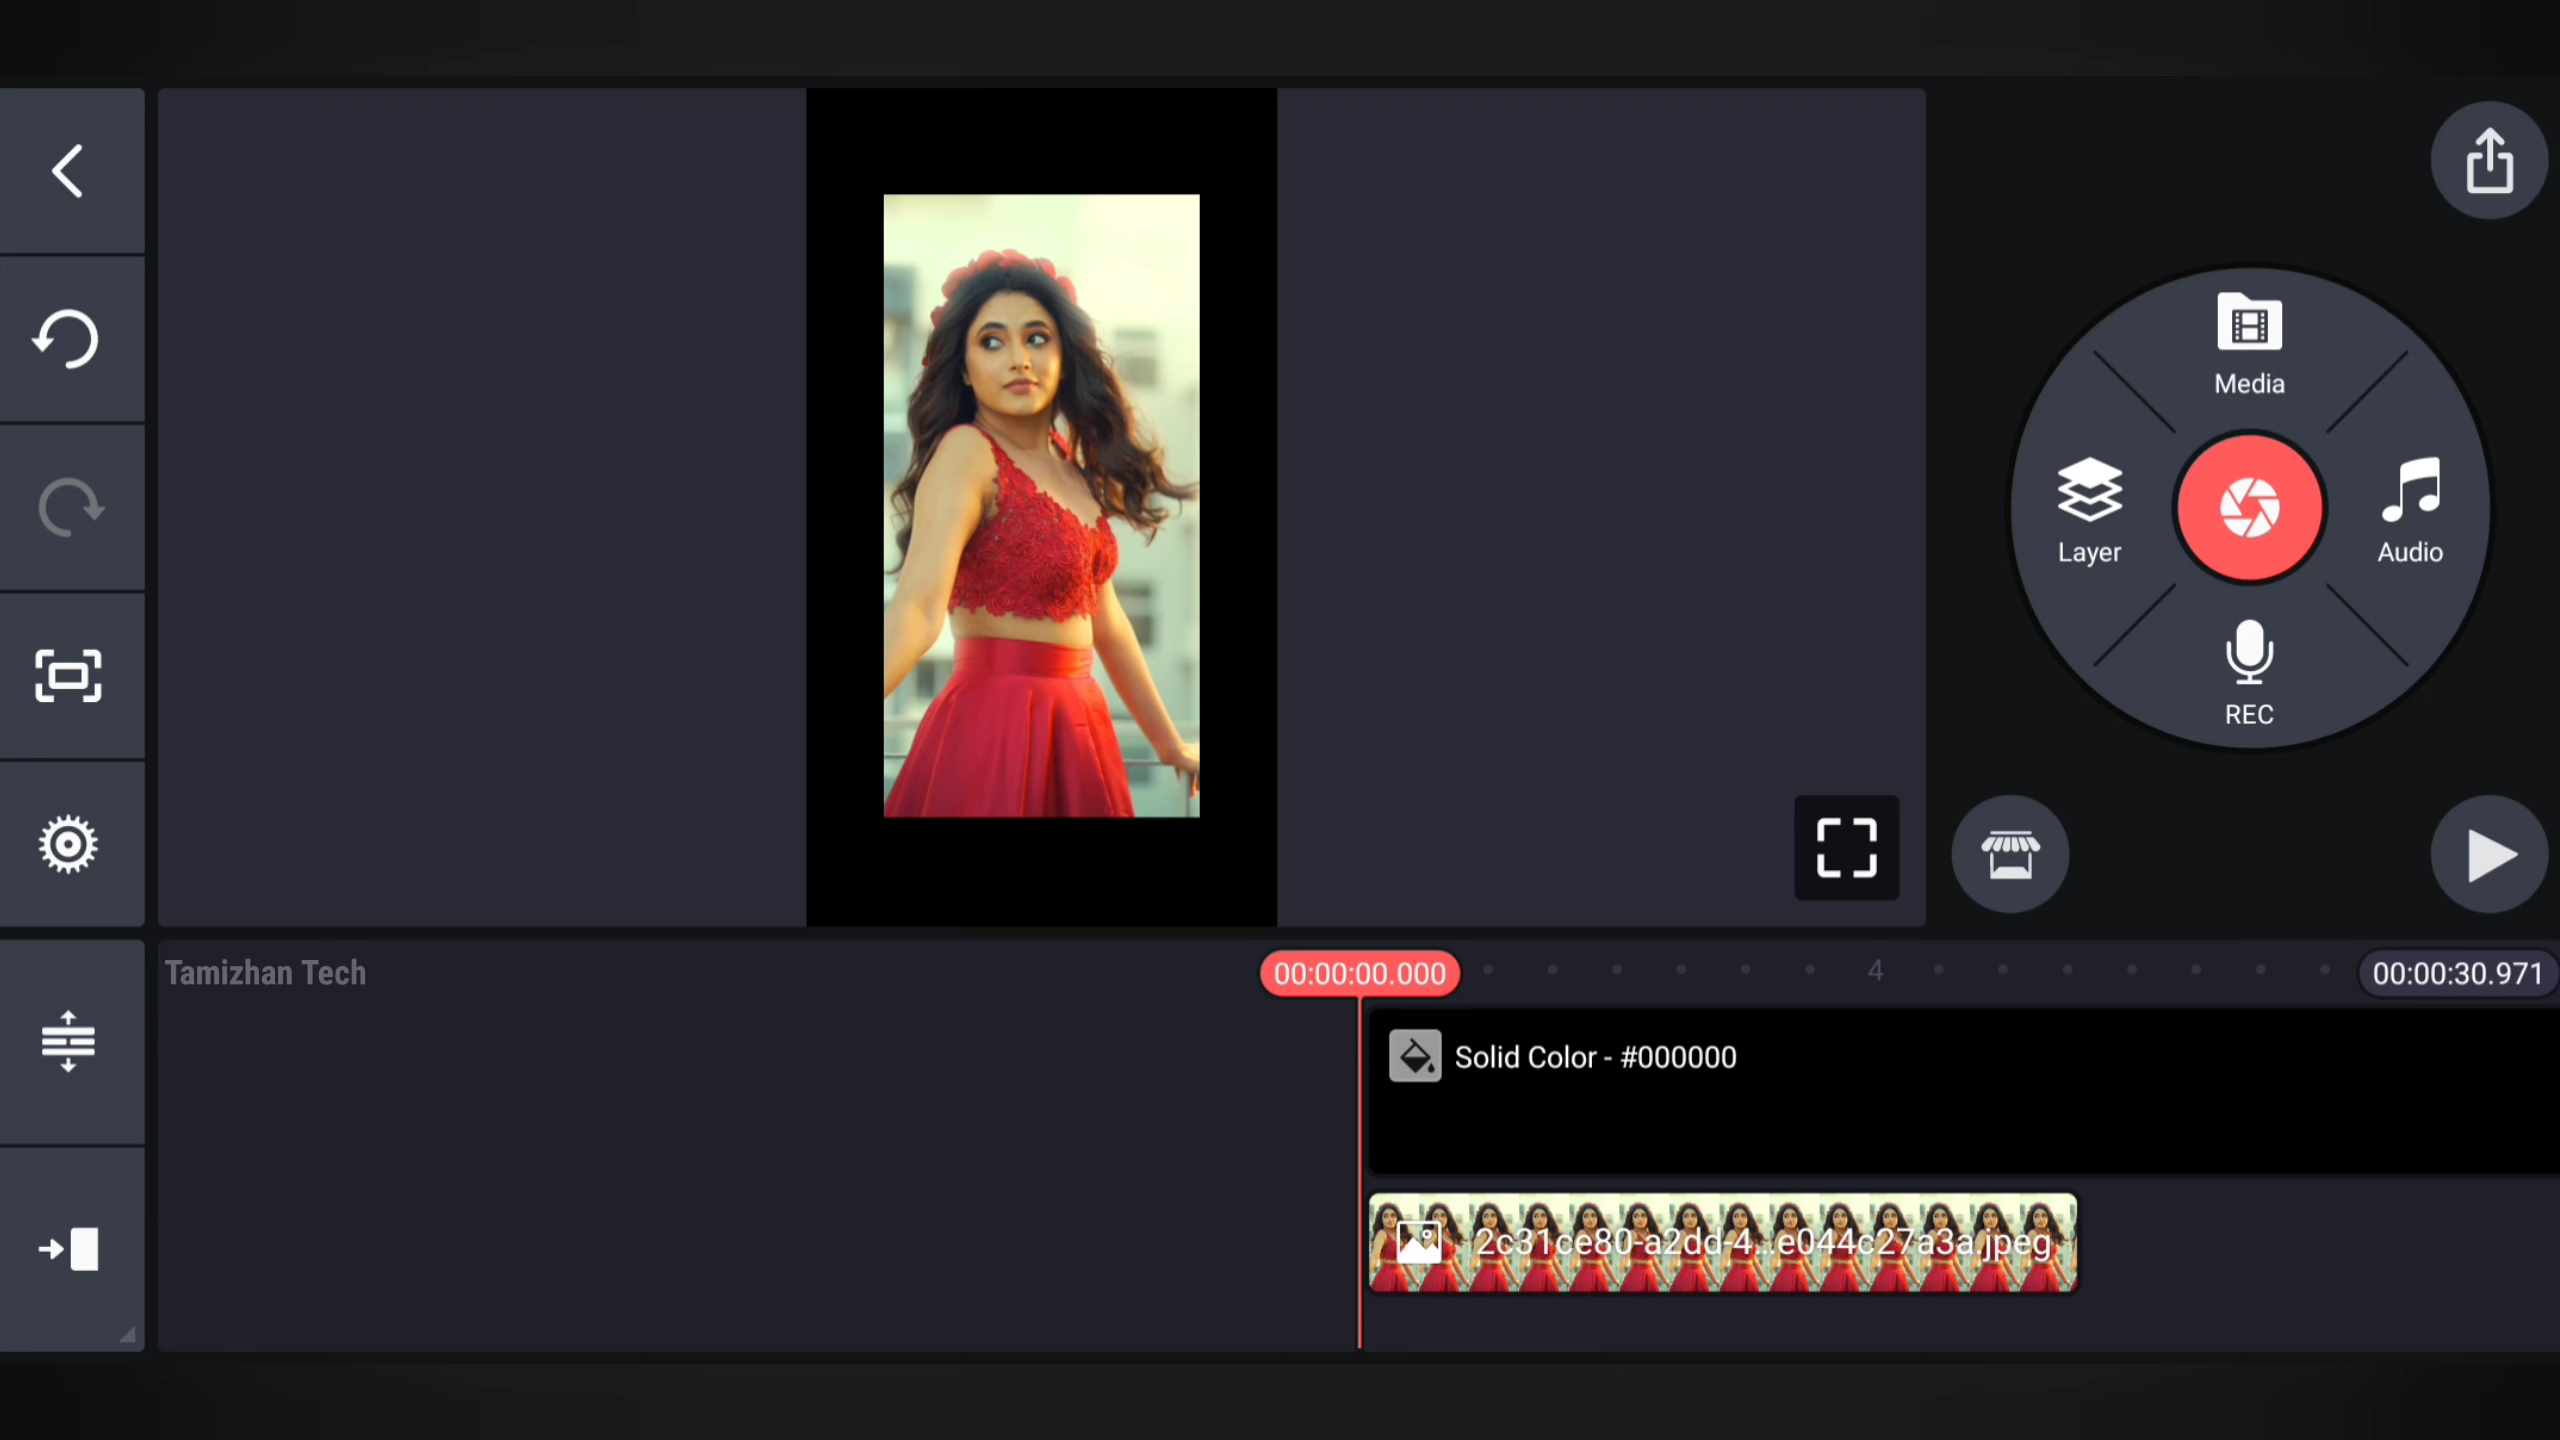 Media
Layer
Audio
REC
Tamizhan Tech
00:00:00.000
4
00:00:30.971
Solid Color - #000000
2c31ce80-a2dd-4...e044c27a3a.jpeg